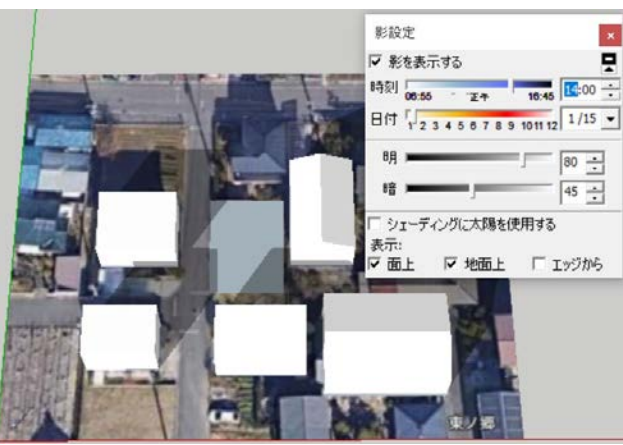 影設定
影を表示する
時刻 06:55 正午 16:45 14:00
日付 1 2 3 4 5 6 7 8 9 10 11 12 1/15
明 80
暗 45
シェーディングに太陽を使用する
表示:
面上 地面上 エッジから
東ノ郷